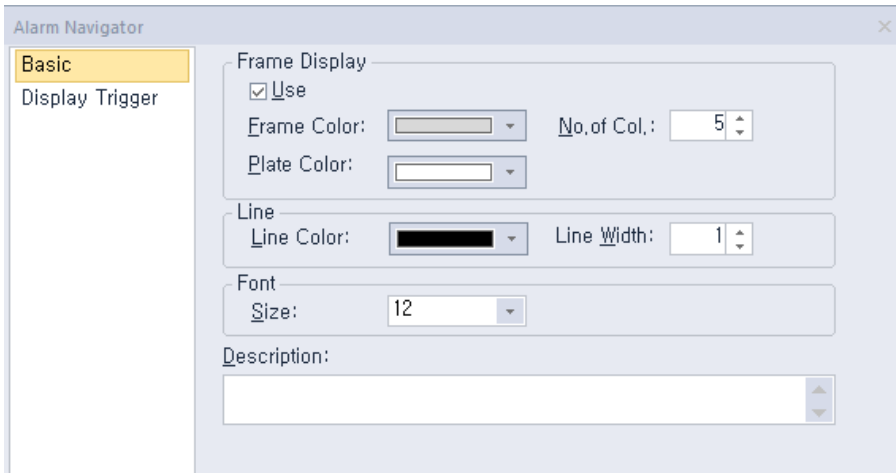 Alarm Navigator
Basic
Display Trigger
Frame Display
Use
Frame Color:
No.of Col.: 5
Plate Color:
Line
Line Color:
Line Width: 1
Font
Size: 12
Description: